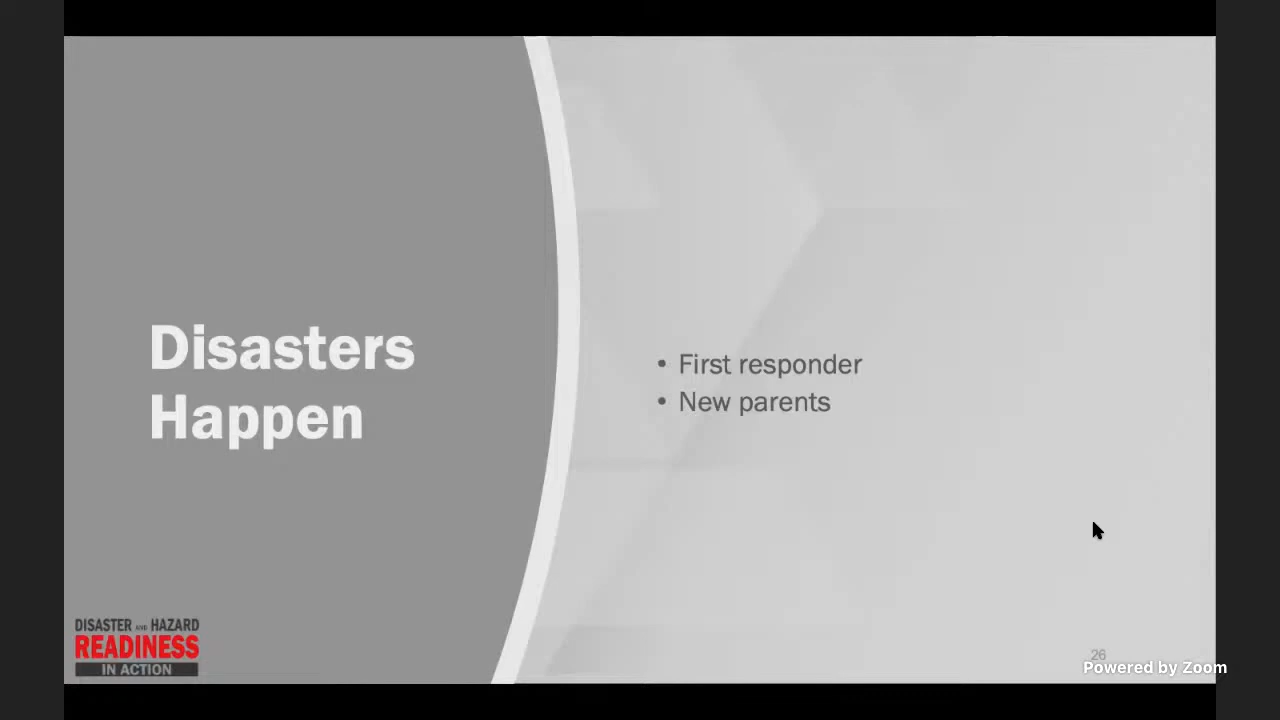 Disasters
Happen
• First responder
• New parents
DISASTER AND HAZARD
READINESS
IN ACTION
26
Powered by Zoom